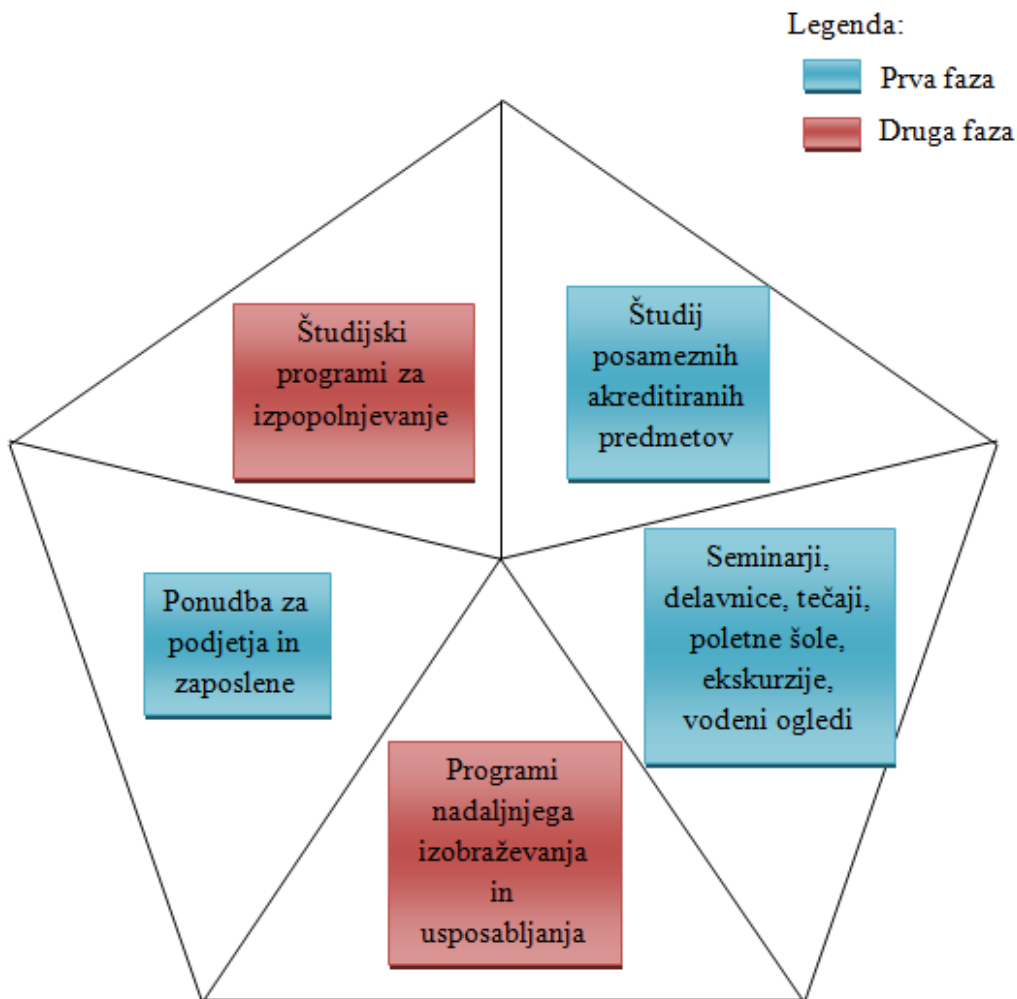 Legenda:
Prva faza
Druga faza
Študijski
programi za
izpopolnjevanje
Študij
posameznih
akreditiranih
predmetov
Ponudba za
podjetja in
zaposlene
Seminarji,
delavnice, tečaji,
poletne šole,
ekskurzije,
vodeni ogledi
Programi
nadaljnjega
izobraževanja
in
usposabljanja